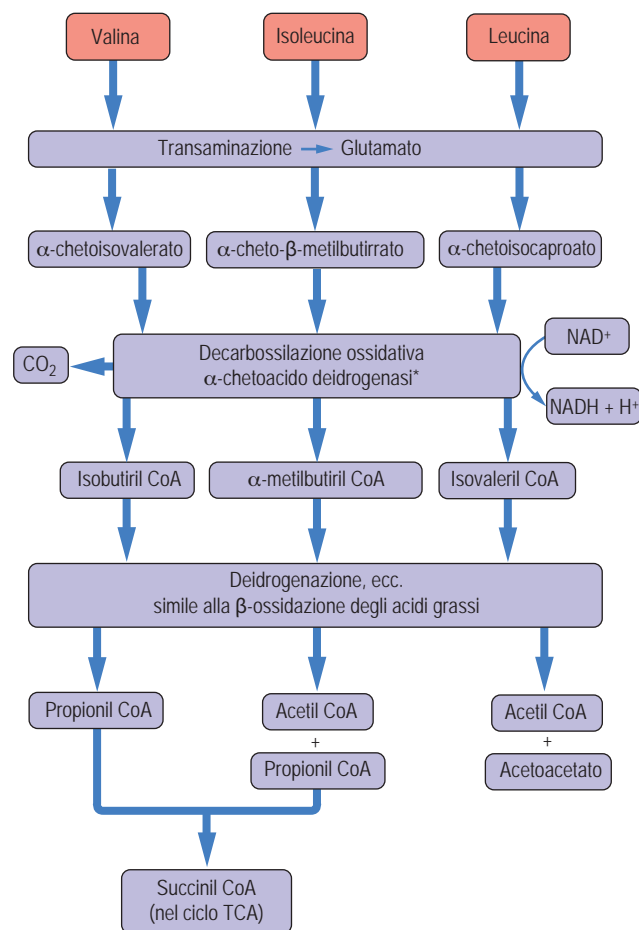 Valina
Isoleucina
Leucina
Transaminazione → Glutamato
α-chetoisovalerato
α-cheto-β-metilbutirrato
α-chetoisocaproato
CO₂
Decarbossilazione ossidativa
α-chetoacido deidrogenasi*
NAD⁺
NADH + H⁺
Isobutiril CoA
α-metilbutiril CoA
Isovaleril CoA
Deidrogenazione, ecc.
simile alla β-ossidazione degli acidi grassi
Propionil CoA
Acetil CoA
+
Propionil CoA
Acetil CoA
+
Acetoacetato
Succinil CoA
(nel ciclo TCA)